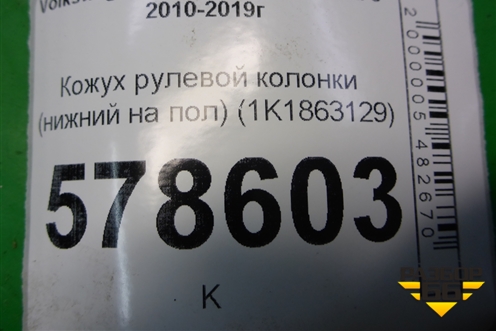 2010-2019г
Кожух рулевой колонки
(нижний на пол) (1K1863129)
578603
К
2000005482670